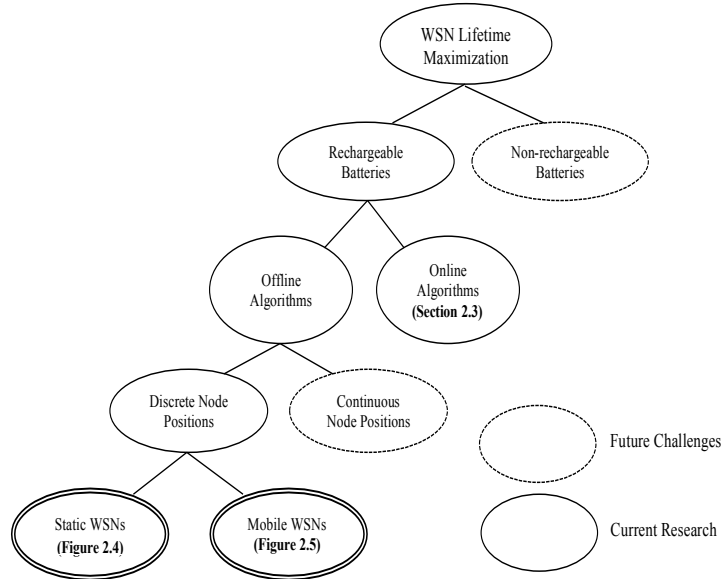 WSN Lifetime
Maximization
Rechargeable
Batteries
Non-rechargeable
Batteries
Offline
Algorithms
Online
Algorithms
(Section 2.3)
Discrete Node
Positions
Continuous
Node Positions
Static WSNs
(Figure 2.4)
Mobile WSNs
(Figure 2.5)
Future Challenges
Current Research